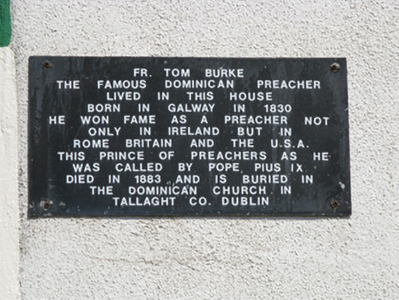 FR. TOM BURKE
THE FAMOUS DOMINICAN PREACHER
LIVED IN THIS HOUSE
BORN IN GALWAY IN 1830
HE WON FAME AS A PREACHER NOT
ONLY IN IRELAND BUT IN
ROME BRITAIN AND THE U.S.A.
THIS PRINCE OF PREACHERS AS HE
WAS CALLED BY POPE PIUS IX
DIED IN 1883 AND IS BURIED IN
THE DOMINICAN CHURCH IN
TALLAGHT CO. DUBLIN